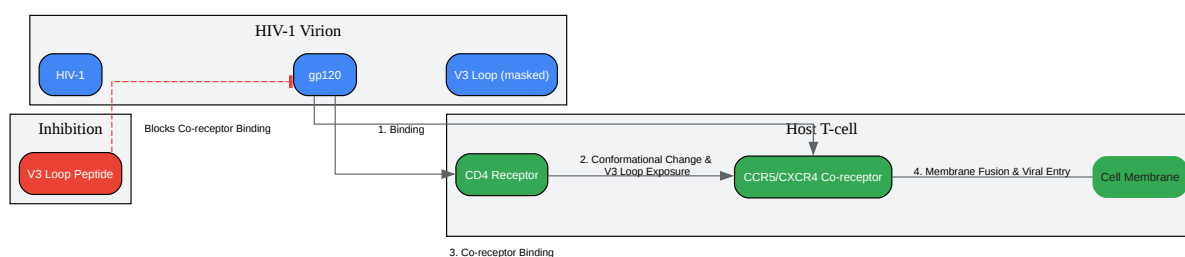 HIV-1 Virion
HIV-1
gp120
V3 Loop (masked)
Inhibition
Blocks Co-receptor Binding
1. Binding
Host T-cell
V3 Loop Peptide
CD4 Receptor
2. Conformational Change &
V3 Loop Exposure
CCR5/CXCR4 Co-receptor
4. Membrane Fusion & Viral Entry
Cell Membrane
3. Co-receptor Binding